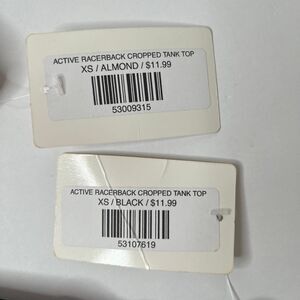 ACTIVE RACERBACK CROPPED TANK TOP
XS / ALMOND / $11.99
53009315
ACTIVE RACERBACK CROPPED TANK TOP
XS / BLACK / $11.99
53107619